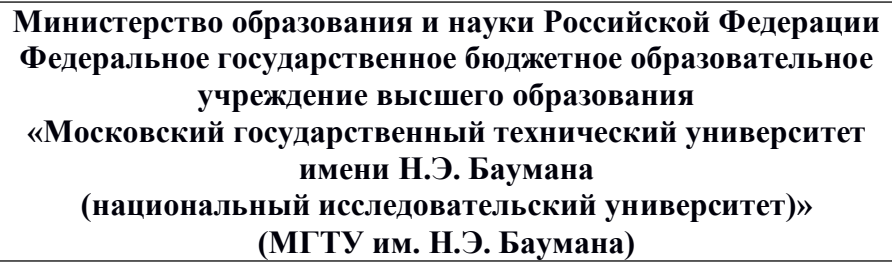 Министерство образования и науки Российской Федерации
Федеральное государственное бюджетное образовательное
учреждение высшего образования
«Московский государственный технический университет
имени Н.Э. Баумана
(национальный исследовательский университет)»
(МГТУ им. Н.Э. Баумана)